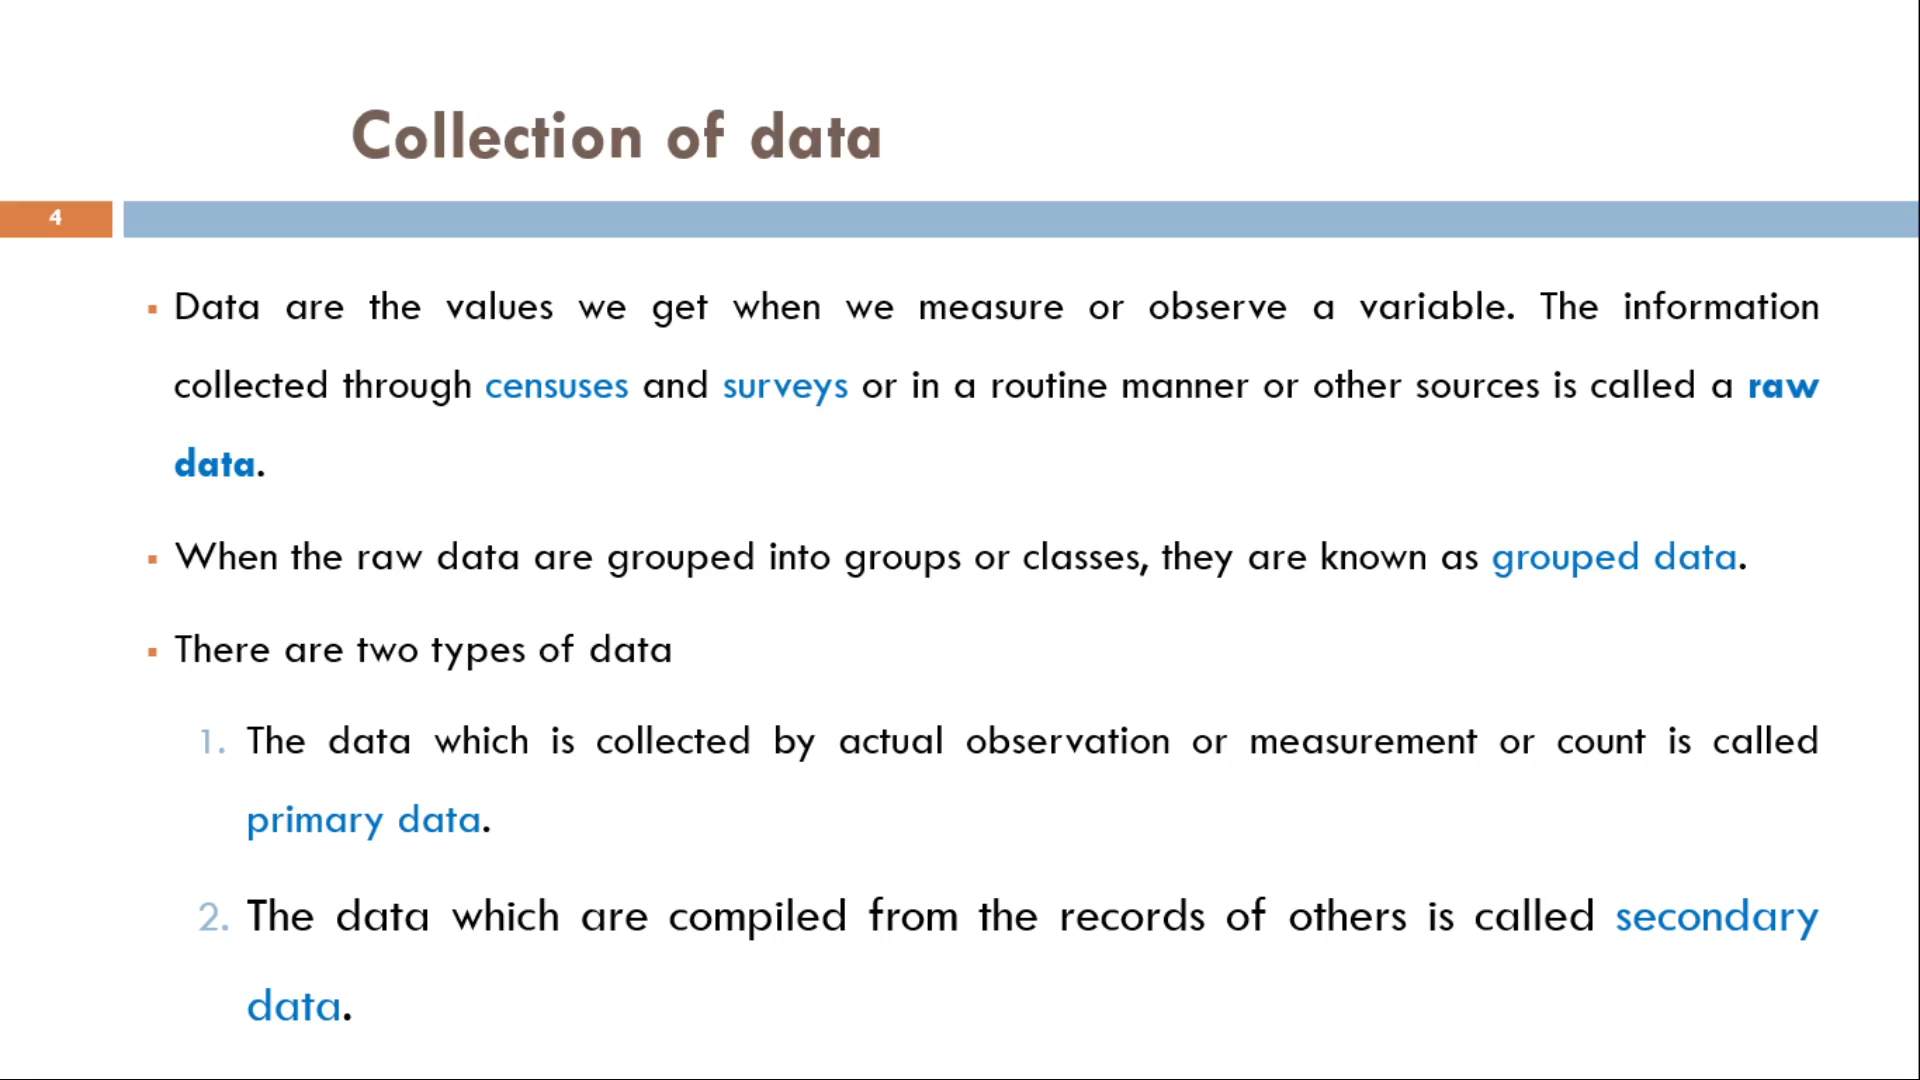 Collection of data
4
▪ Data are the values we get when we measure or observe a variable. The information
collected through censuses and surveys or in a routine manner or other sources is called a raw
data.
▪ When the raw data are grouped into groups or classes, they are known as grouped data.
▪ There are two types of data
1. The data which is collected by actual observation or measurement or count is called
primary data.
2. The data which are compiled from the records of others is called secondary
data.